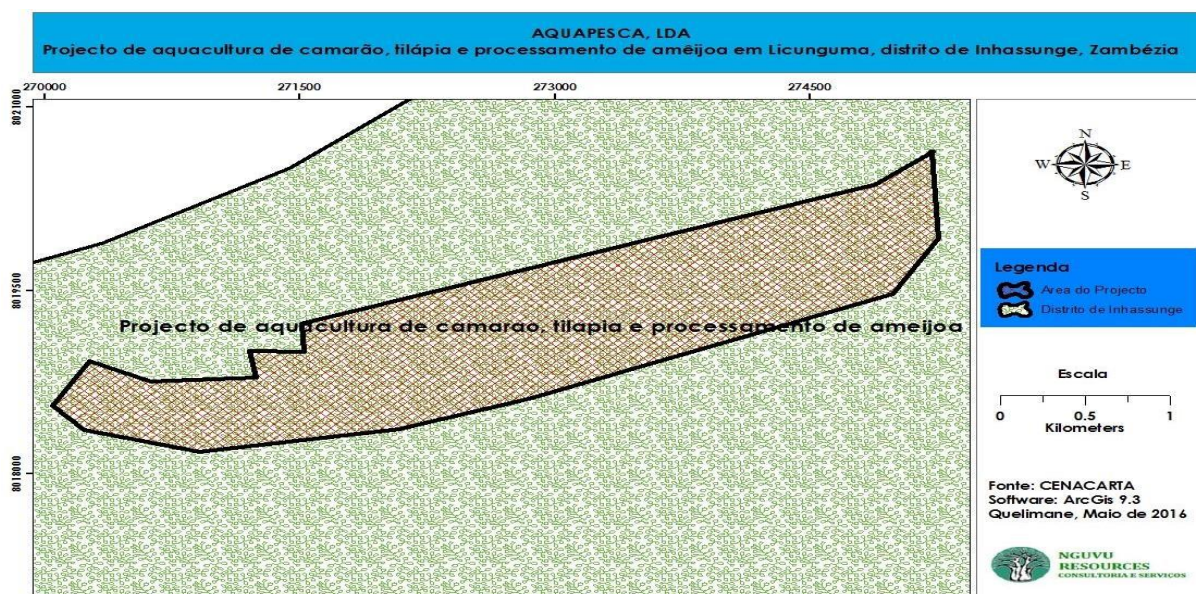 AQUAPESCA, LDA
Projecto de aquacultura de camarão, tilápia e processamento de amêijoa em Licunguma, distrito de Inhassunge, Zambézia
270000 271500 273000 274500
8021000
8019500
8018000
Projecto de aquacultura de camarao, tilapia e processamento de ameijoa
N
W E
S
Legenda
Area do Projecto
Distrito de Inhassunge
Escala
0 0.5 1
Kilometers
Fonte: CENACARTA
Software: ArcGis 9.3
Quelimane, Maio de 2016
NGUVU
RESOURCES
CONSULTORIA E SERVIÇOS